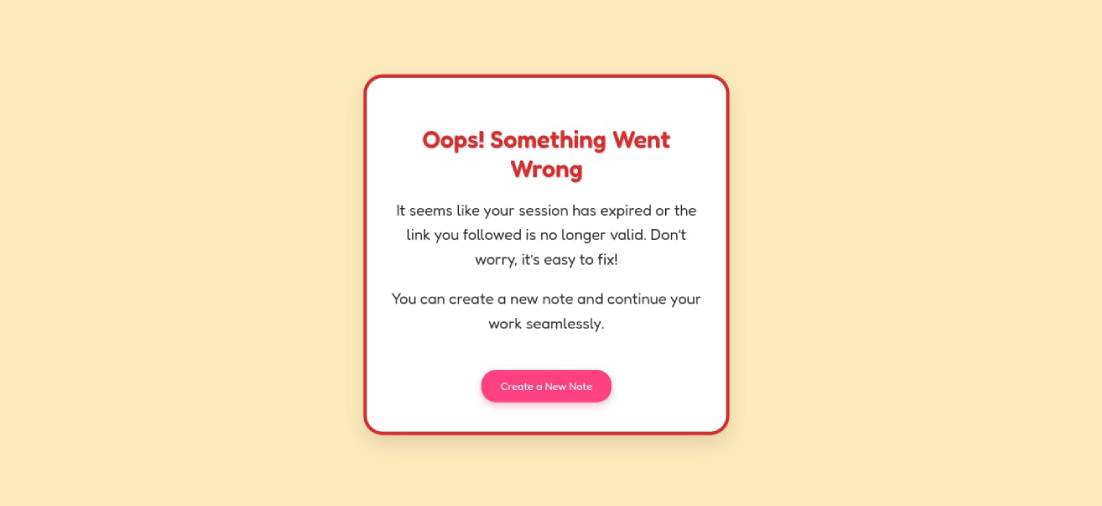 Oops! Something Went
Wrong
It seems like your session has expired or the
link you followed is no longer valid. Don't
worry, it's easy to fix!
You can create a new note and continue your
work seamlessly.
Create a New Note